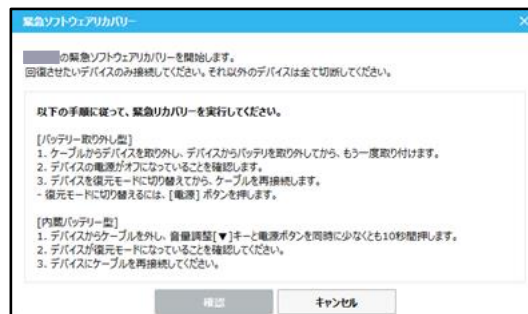 緊急ソフトウェアリカバリー
の緊急ソフトウェアリカバリーを開始します。
回復させたいデバイスのみ接続してください。それ以外のデバイスは全て切断してください。
以下の手順に従って、緊急リカバリーを実行してください。
[バッテリー取り外し型]
1. ケーブルからデバイスを取り外し、デバイスからバッテリを取り外してから、もう一度取り付けます。
2. デバイスの電源がオフになっていることを確認します。
3. デバイスを復元モードに切り替えてから、ケーブルを再接続します。
- 復元モードに切り替えるには、[電源] ボタンを押します。
[内蔵バッテリー型]
1. デバイスからケーブルを外し、音量調整[▼]キーと電源ボタンを同時に少なくとも10秒間押します。
2. デバイスが復元モードになっていることを確認してください。
3. デバイスにケーブルを再接続してください。
確認
キャンセル